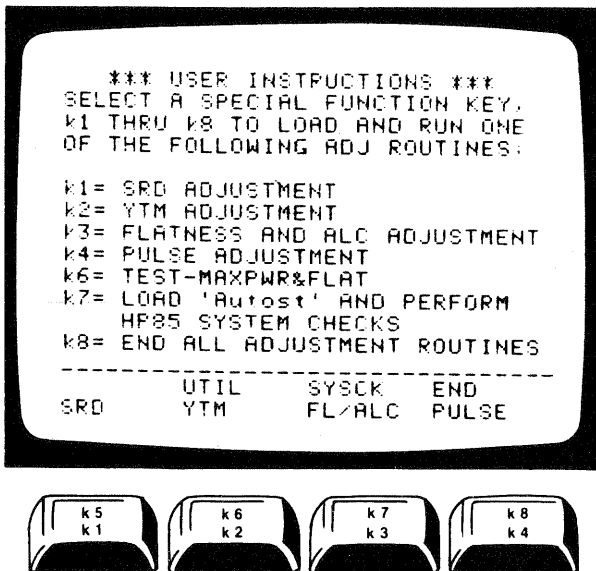 *** USER INSTRUCTIONS ***
SELECT A SPECIAL FUNCTION KEY,
k1 THRU k8 TO LOAD AND RUN ONE
OF THE FOLLOWING ADJ ROUTINES:
k1= SRD ADJUSTMENT
k2= YTM ADJUSTMENT
k3= FLATNESS AND ALC ADJUSTMENT
k4= PULSE ADJUSTMENT
k6= TEST-MAXPWR&FLAT
k7= LOAD 'Autost' AND PERFORM
HP85 SYSTEM CHECKS
k8= END ALL ADJUSTMENT ROUTINES
--------------------------------
UTIL SYSCK END
SRD YTM FL/ALC PULSE
k5 k6 k7 k8
k1 k2 k3 k4